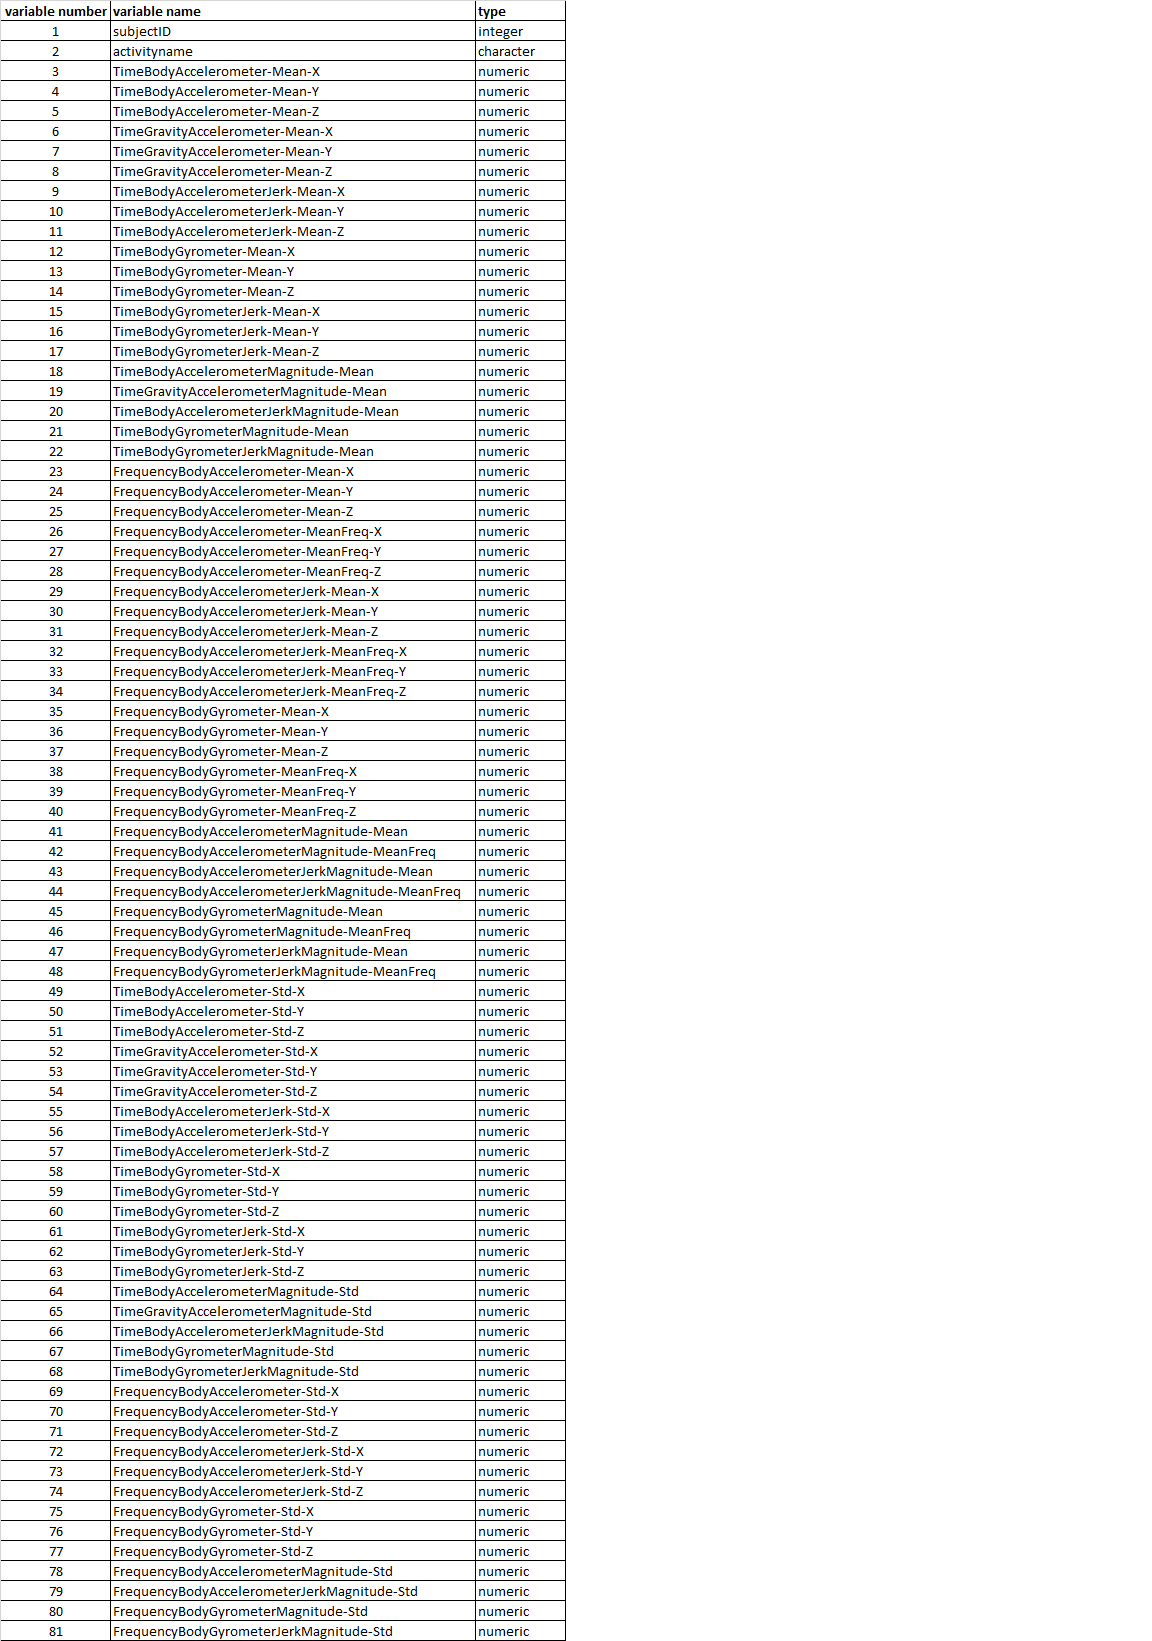 variable number variable name type
1 subjectID integer
2 activityname character
3 TimeBodyAccelerometer-Mean-X numeric
4 TimeBodyAccelerometer-Mean-Y numeric
5 TimeBodyAccelerometer-Mean-Z numeric
6 TimeGravityAccelerometer-Mean-X numeric
7 TimeGravityAccelerometer-Mean-Y numeric
8 TimeGravityAccelerometer-Mean-Z numeric
9 TimeBodyAccelerometerJerk-Mean-X numeric
10 TimeBodyAccelerometerJerk-Mean-Y numeric
11 TimeBodyAccelerometerJerk-Mean-Z numeric
12 TimeBodyGyrometer-Mean-X numeric
13 TimeBodyGyrometer-Mean-Y numeric
14 TimeBodyGyrometer-Mean-Z numeric
15 TimeBodyGyrometerJerk-Mean-X numeric
16 TimeBodyGyrometerJerk-Mean-Y numeric
17 TimeBodyGyrometerJerk-Mean-Z numeric
18 TimeBodyAccelerometerMagnitude-Mean numeric
19 TimeGravityAccelerometerMagnitude-Mean numeric
20 TimeBodyAccelerometerJerkMagnitude-Mean numeric
21 TimeBodyGyrometerMagnitude-Mean numeric
22 TimeBodyGyrometerJerkMagnitude-Mean numeric
23 FrequencyBodyAccelerometer-Mean-X numeric
24 FrequencyBodyAccelerometer-Mean-Y numeric
25 FrequencyBodyAccelerometer-Mean-Z numeric
26 FrequencyBodyAccelerometer-MeanFreq-X numeric
27 FrequencyBodyAccelerometer-MeanFreq-Y numeric
28 FrequencyBodyAccelerometer-MeanFreq-Z numeric
29 FrequencyBodyAccelerometerJerk-Mean-X numeric
30 FrequencyBodyAccelerometerJerk-Mean-Y numeric
31 FrequencyBodyAccelerometerJerk-Mean-Z numeric
32 FrequencyBodyAccelerometerJerk-MeanFreq-X numeric
33 FrequencyBodyAccelerometerJerk-MeanFreq-Y numeric
34 FrequencyBodyAccelerometerJerk-MeanFreq-Z numeric
35 FrequencyBodyGyrometer-Mean-X numeric
36 FrequencyBodyGyrometer-Mean-Y numeric
37 FrequencyBodyGyrometer-Mean-Z numeric
38 FrequencyBodyGyrometer-MeanFreq-X numeric
39 FrequencyBodyGyrometer-MeanFreq-Y numeric
40 FrequencyBodyGyrometer-MeanFreq-Z numeric
41 FrequencyBodyAccelerometerMagnitude-Mean numeric
42 FrequencyBodyAccelerometerMagnitude-MeanFreq numeric
43 FrequencyBodyAccelerometerJerkMagnitude-Mean numeric
44 FrequencyBodyAccelerometerJerkMagnitude-MeanFreq numeric
45 FrequencyBodyGyrometerMagnitude-Mean numeric
46 FrequencyBodyGyrometerMagnitude-MeanFreq numeric
47 FrequencyBodyGyrometerJerkMagnitude-Mean numeric
48 FrequencyBodyGyrometerJerkMagnitude-MeanFreq numeric
49 TimeBodyAccelerometer-Std-X numeric
50 TimeBodyAccelerometer-Std-Y numeric
51 TimeBodyAccelerometer-Std-Z numeric
52 TimeGravityAccelerometer-Std-X numeric
53 TimeGravityAccelerometer-Std-Y numeric
54 TimeGravityAccelerometer-Std-Z numeric
55 TimeBodyAccelerometerJerk-Std-X numeric
56 TimeBodyAccelerometerJerk-Std-Y numeric
57 TimeBodyAccelerometerJerk-Std-Z numeric
58 TimeBodyGyrometer-Std-X numeric
59 TimeBodyGyrometer-Std-Y numeric
60 TimeBodyGyrometer-Std-Z numeric
61 TimeBodyGyrometerJerk-Std-X numeric
62 TimeBodyGyrometerJerk-Std-Y numeric
63 TimeBodyGyrometerJerk-Std-Z numeric
64 TimeBodyAccelerometerMagnitude-Std numeric
65 TimeGravityAccelerometerMagnitude-Std numeric
66 TimeBodyAccelerometerJerkMagnitude-Std numeric
67 TimeBodyGyrometerMagnitude-Std numeric
68 TimeBodyGyrometerJerkMagnitude-Std numeric
69 FrequencyBodyAccelerometer-Std-X numeric
70 FrequencyBodyAccelerometer-Std-Y numeric
71 FrequencyBodyAccelerometer-Std-Z numeric
72 FrequencyBodyAccelerometerJerk-Std-X numeric
73 FrequencyBodyAccelerometerJerk-Std-Y numeric
74 FrequencyBodyAccelerometerJerk-Std-Z numeric
75 FrequencyBodyGyrometer-Std-X numeric
76 FrequencyBodyGyrometer-Std-Y numeric
77 FrequencyBodyGyrometer-Std-Z numeric
78 FrequencyBodyAccelerometerMagnitude-Std numeric
79 FrequencyBodyAccelerometerJerkMagnitude-Std numeric
80 FrequencyBodyGyrometerMagnitude-Std numeric
81 FrequencyBodyGyrometerJerkMagnitude-Std numeric